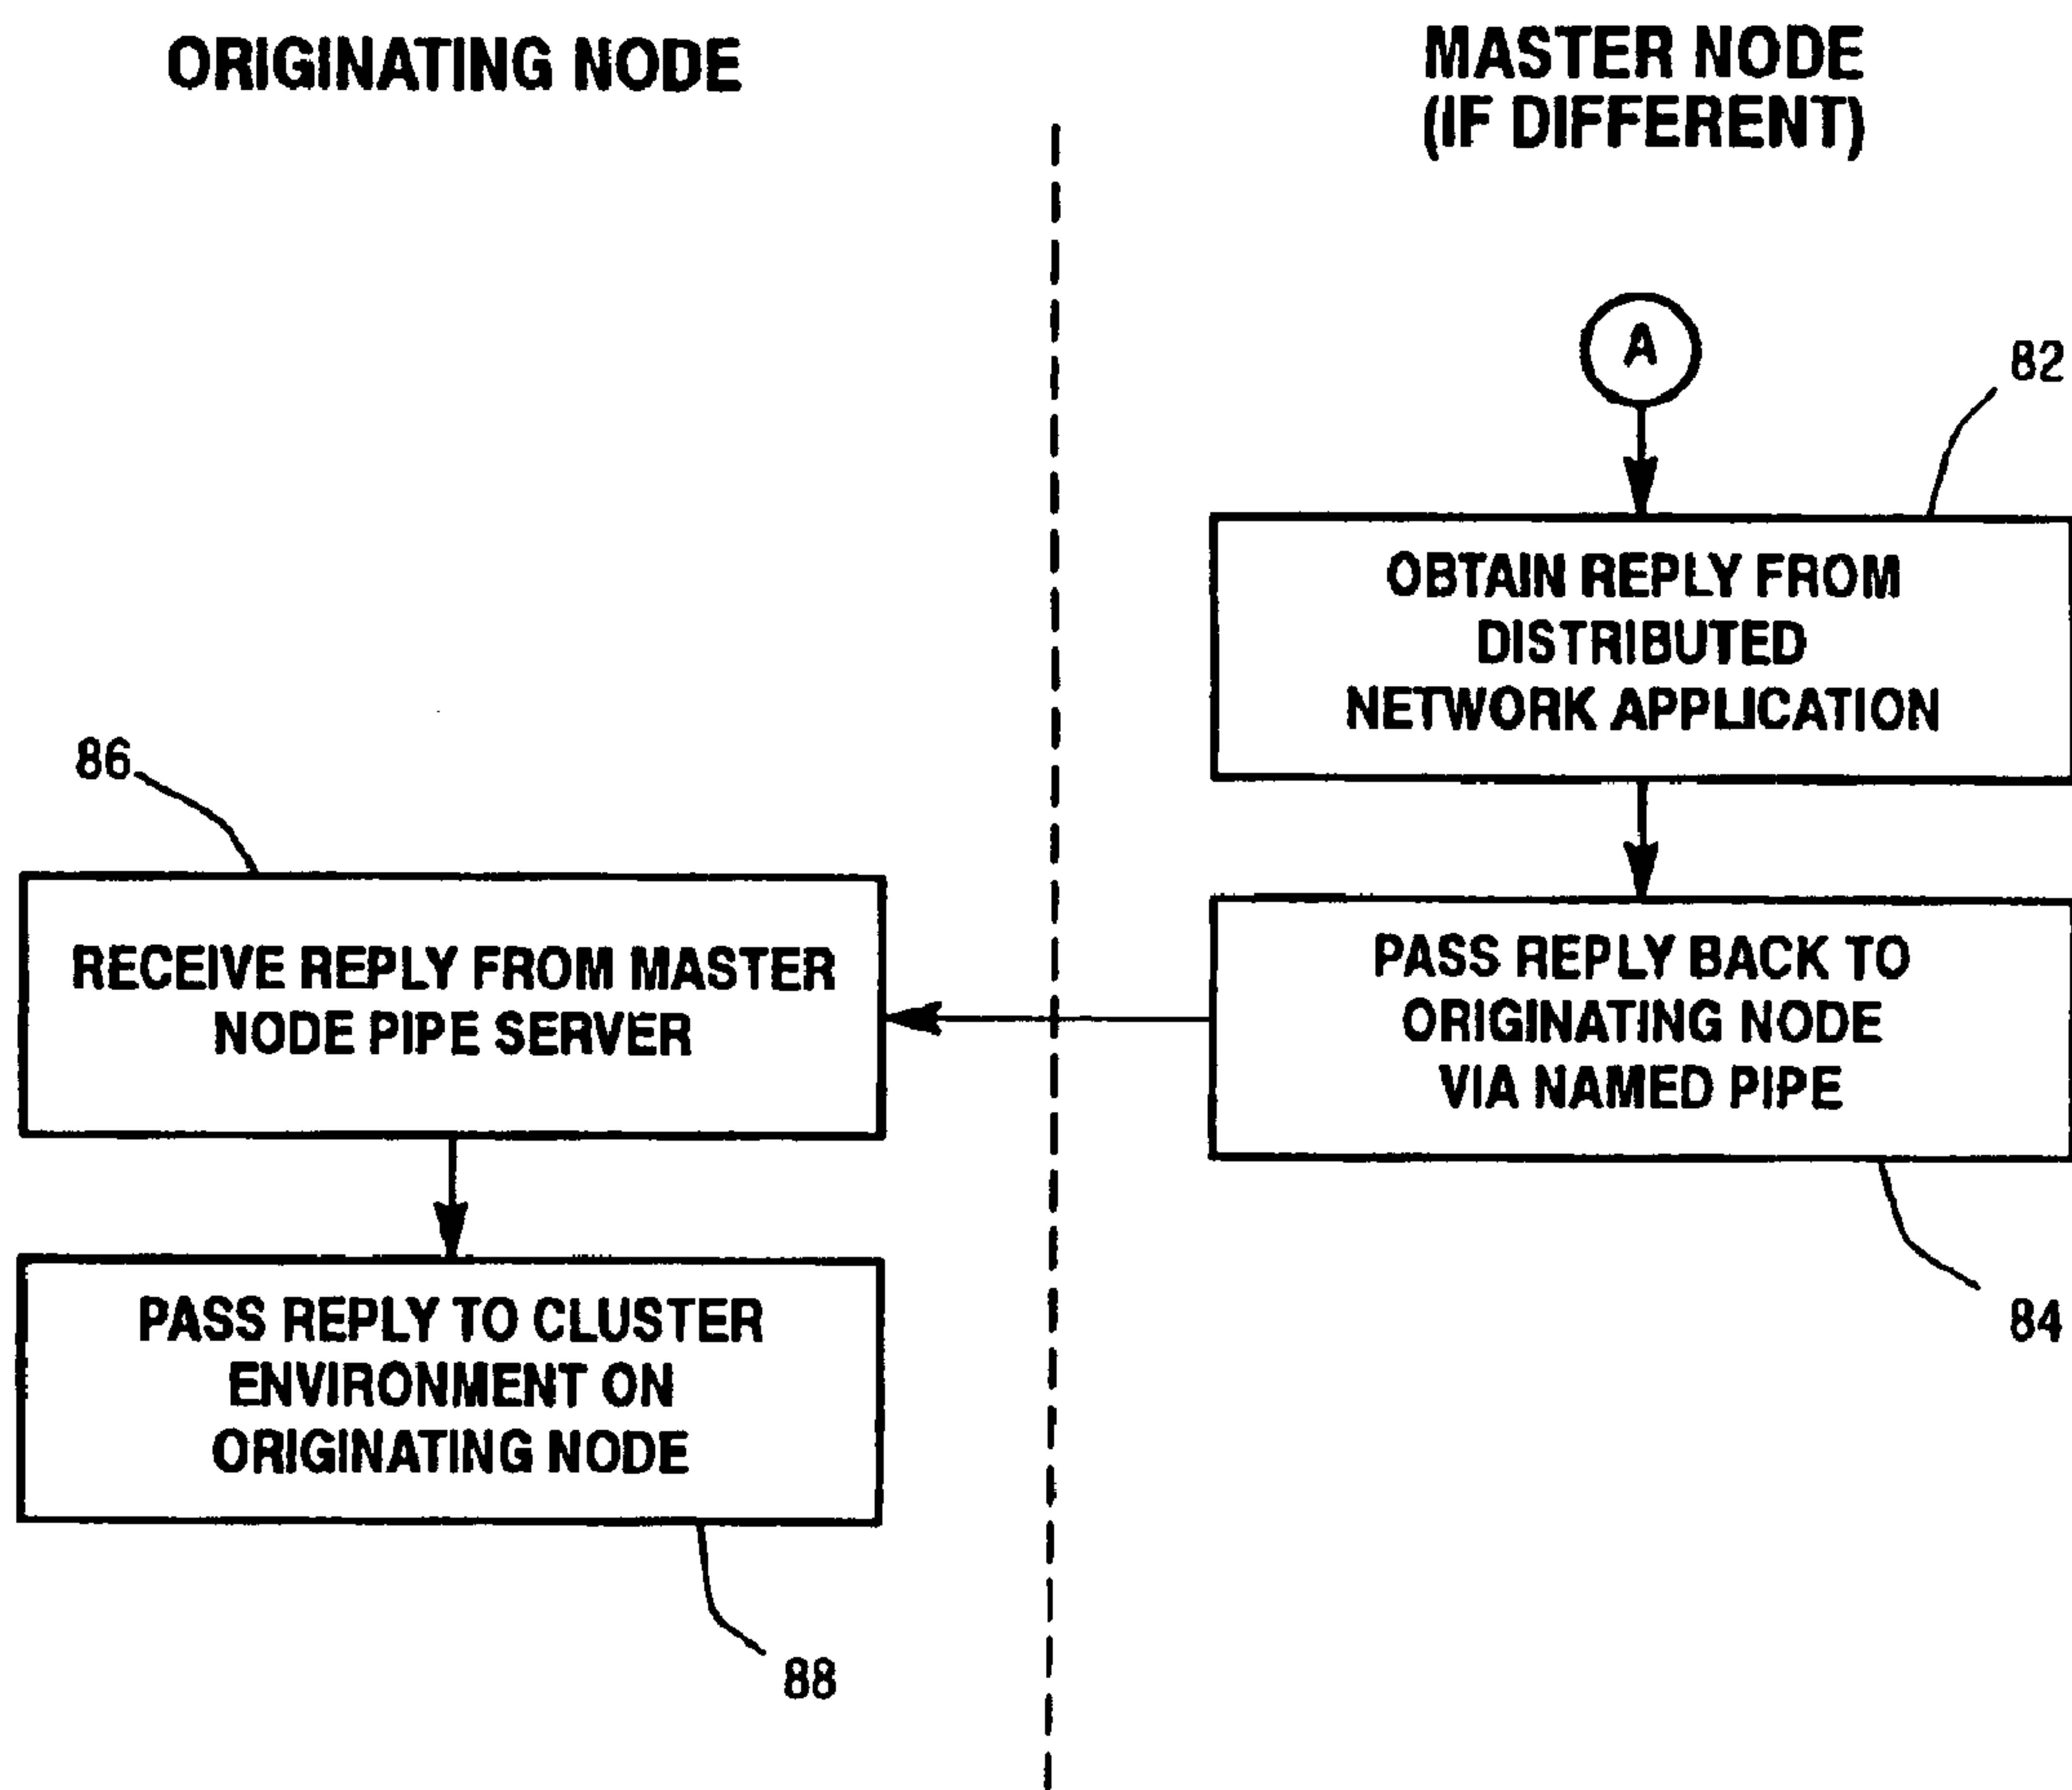 ORIGINATING NODE
MASTER NODE
(IF DIFFERENT)
A
82
OBTAIN REPLY FROM
DISTRIBUTED
NETWORK APPLICATION
86
RECEIVE REPLY FROM MASTER
NODE PIPE SERVER
PASS REPLY BACK TO
ORIGINATING NODE
VIA NAMED PIPE
84
PASS REPLY TO CLUSTER
ENVIRONMENT ON
ORIGINATING NODE
88